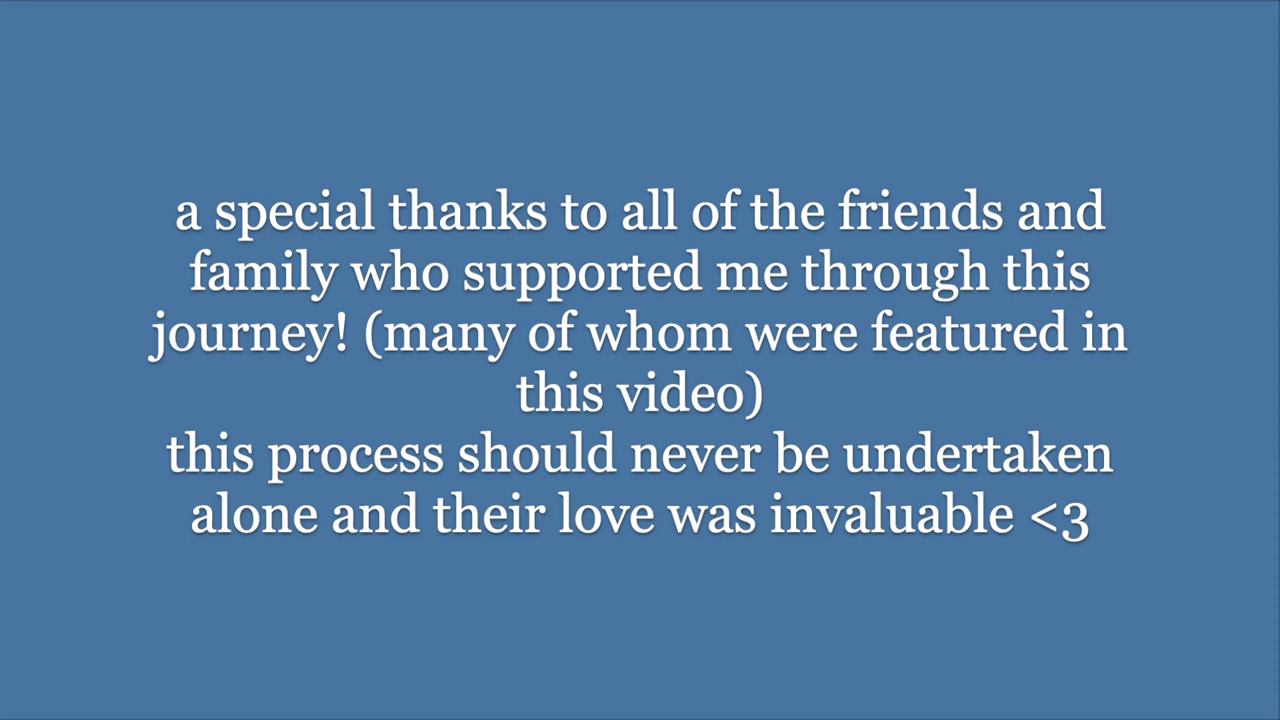 a special thanks to all of the friends and
family who supported me through this
journey! (many of whom were featured in
this video)
this process should never be undertaken
alone and their love was invaluable <3